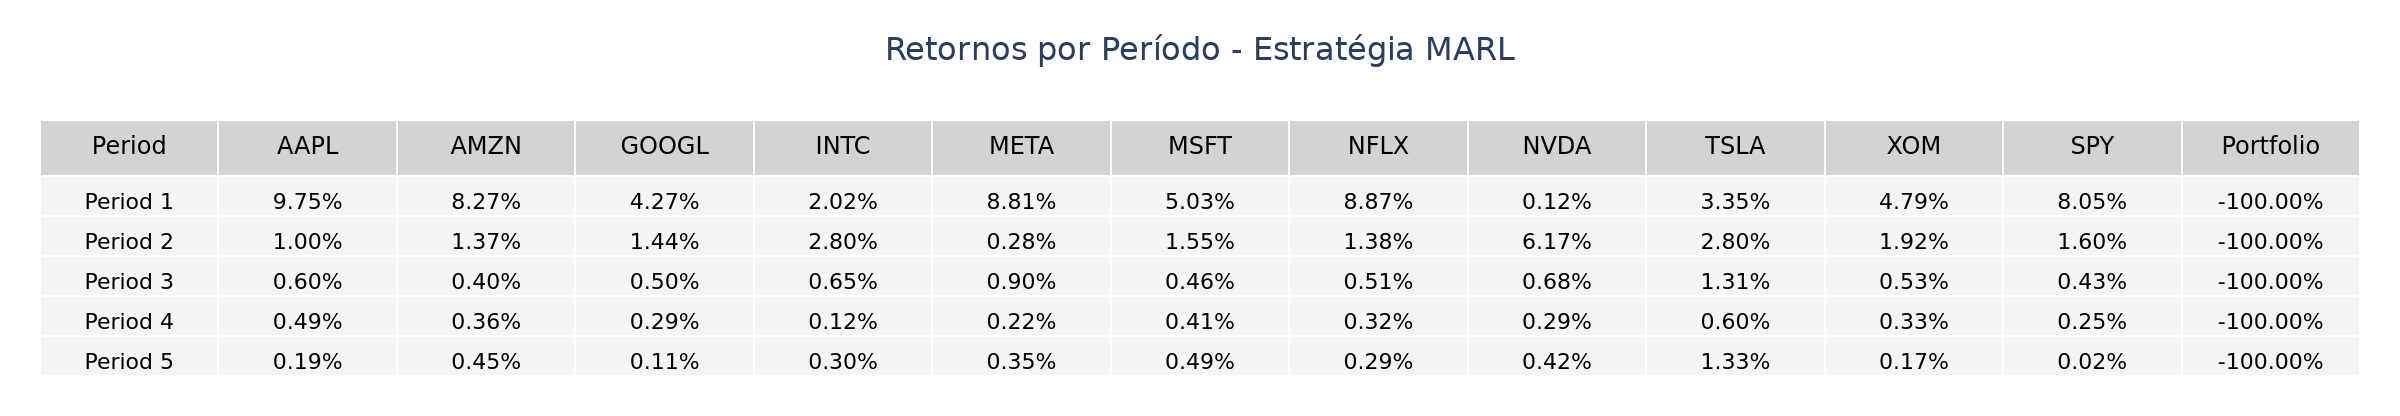 Retornos por Período - Estratégia MARL
Period AAPL AMZN GOOGL INTC META MSFT NFLX NVDA TSLA XOM SPY Portfolio
Period 1 9.75% 8.27% 4.27% 2.02% 8.81% 5.03% 8.87% 0.12% 3.35% 4.79% 8.05% -100.00%
Period 2 1.00% 1.37% 1.44% 2.80% 0.28% 1.55% 1.38% 6.17% 2.80% 1.92% 1.60% -100.00%
Period 3 0.60% 0.40% 0.50% 0.65% 0.90% 0.46% 0.51% 0.68% 1.31% 0.53% 0.43% -100.00%
Period 4 0.49% 0.36% 0.29% 0.12% 0.22% 0.41% 0.32% 0.29% 0.60% 0.33% 0.25% -100.00%
Period 5 0.19% 0.45% 0.11% 0.30% 0.35% 0.49% 0.29% 0.42% 1.33% 0.17% 0.02% -100.00%